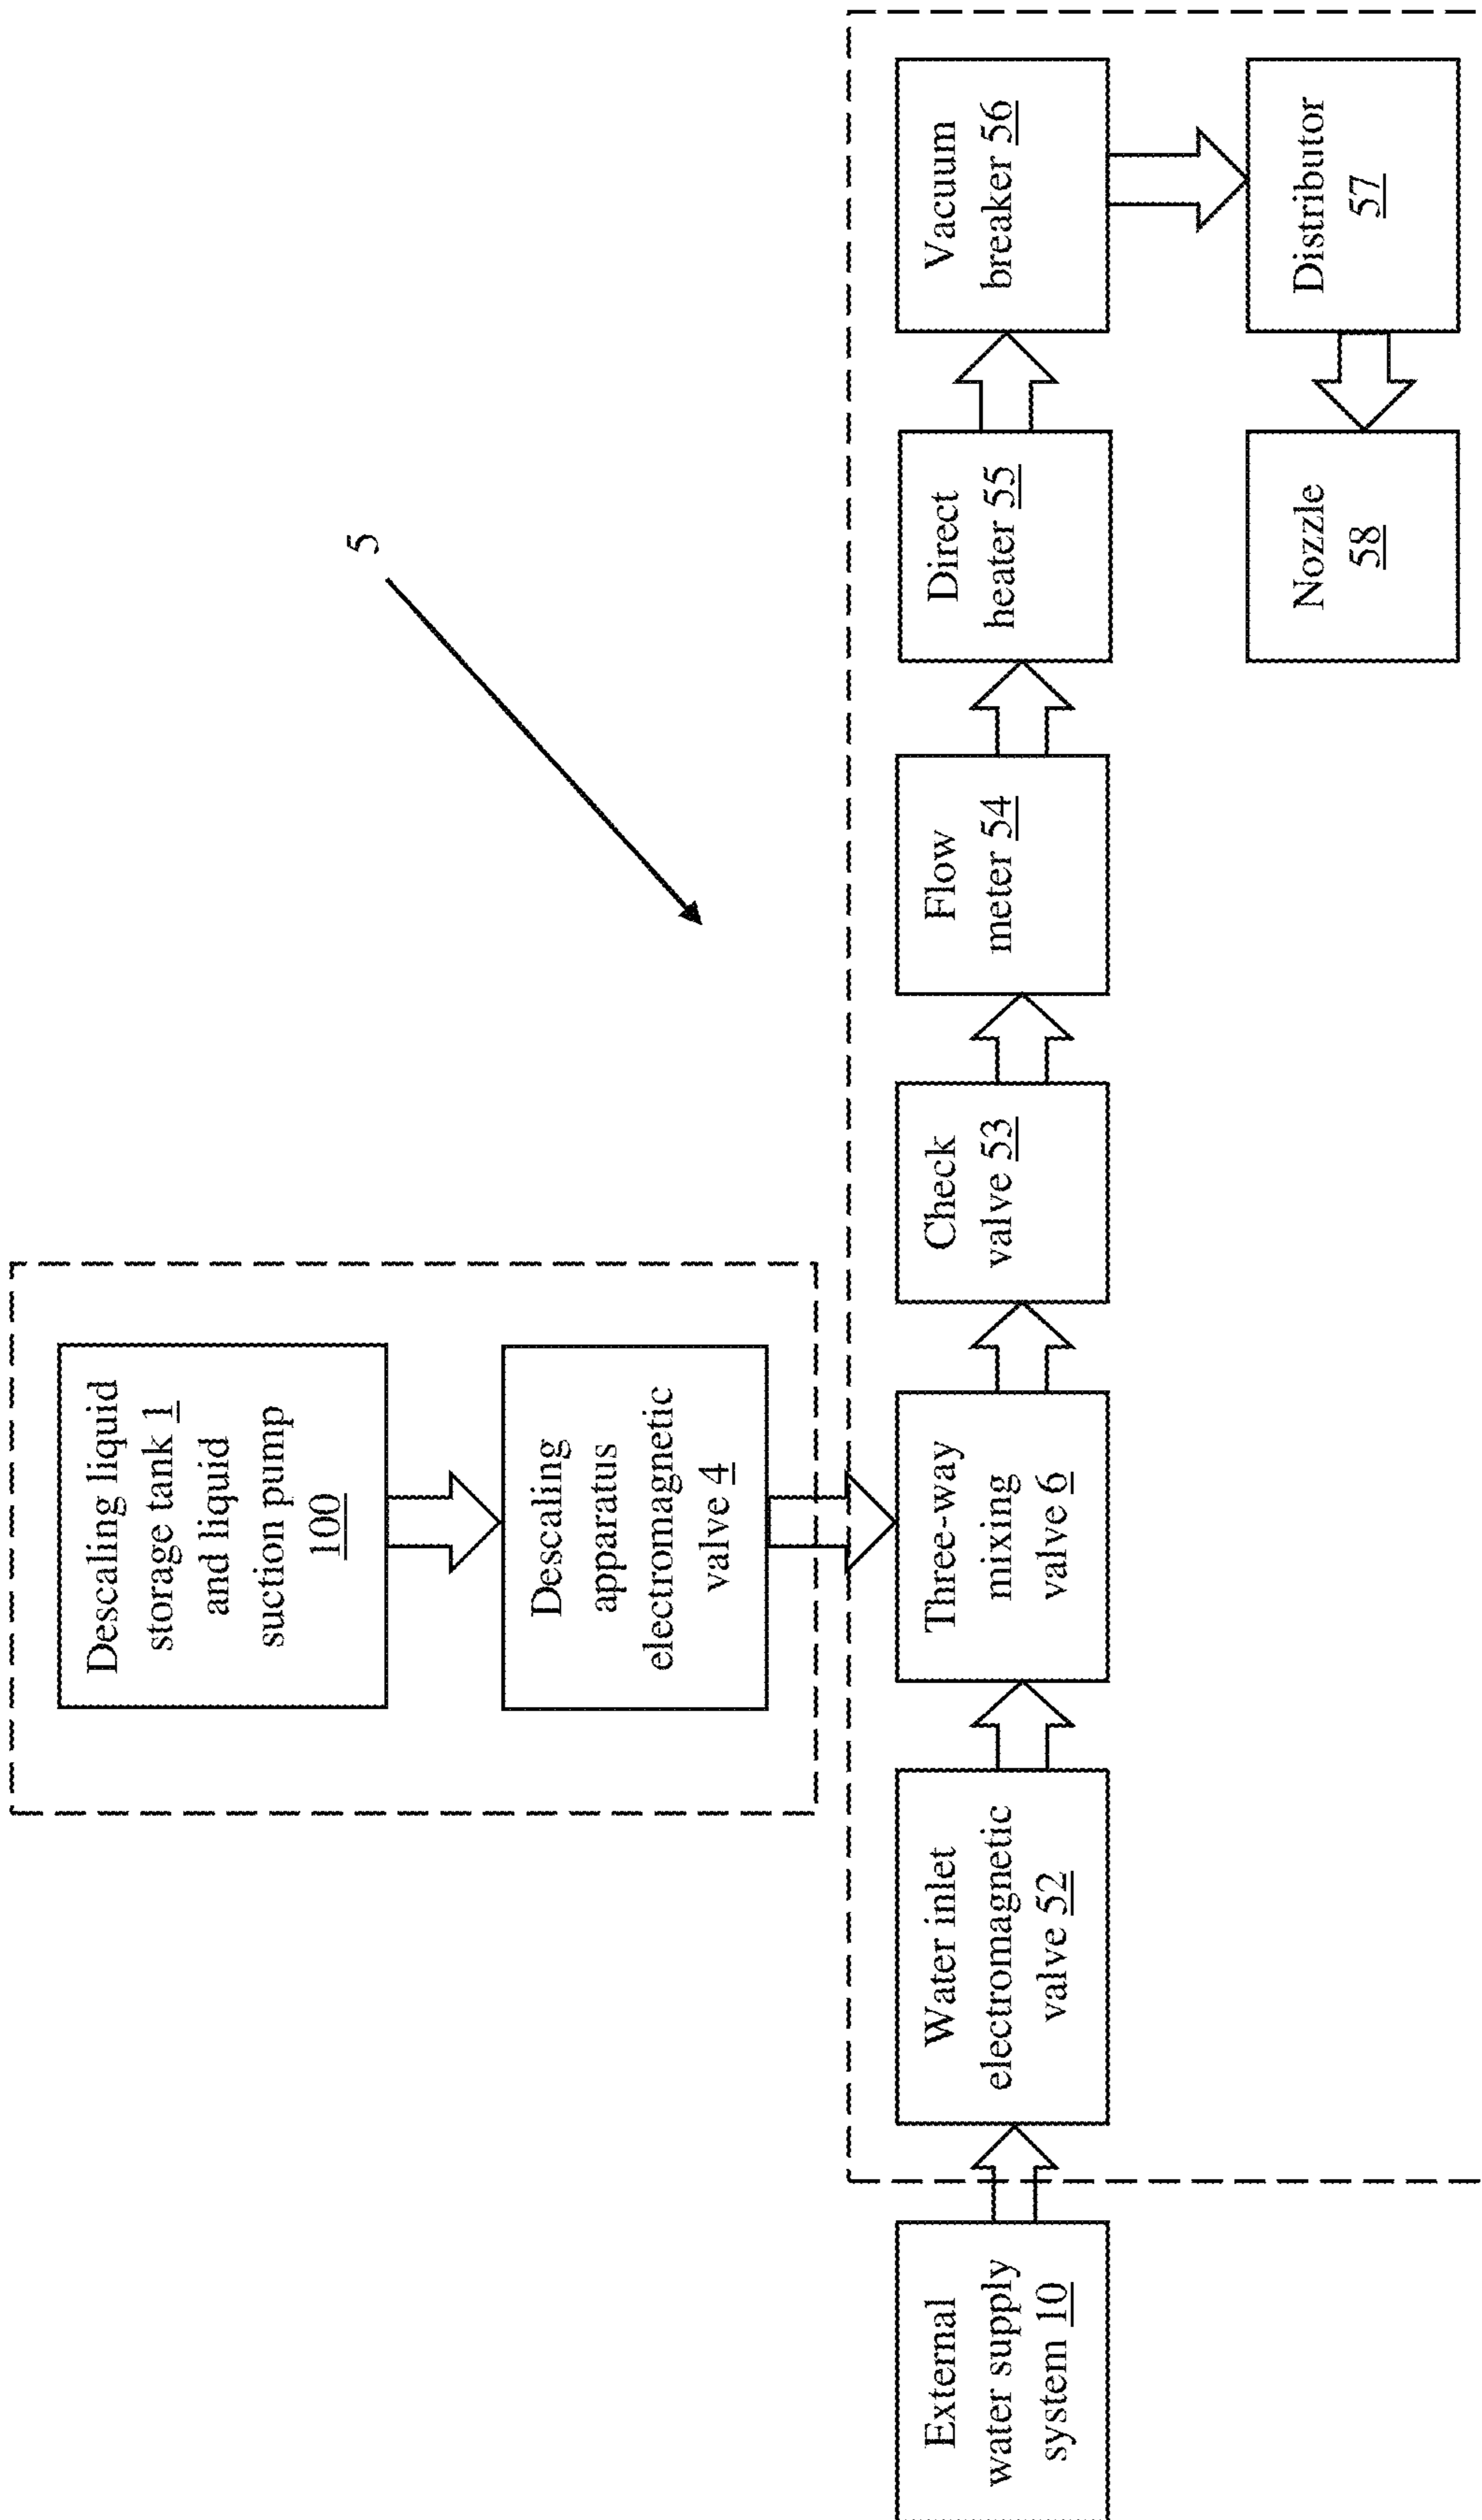 Descaling liquid
storage tank 1
and liquid
suction pump
100
5
Descaling
apparatus
electromagnetic
valve 4
External
water supply
system 10
Water inlet
electromagnetic
valve 52
Three-way
mixing
valve 6
Check
valve 53
Flow
meter 54
Direct
heater 55
Vacuum
breaker 56
Nozzle
58
Distributor
57